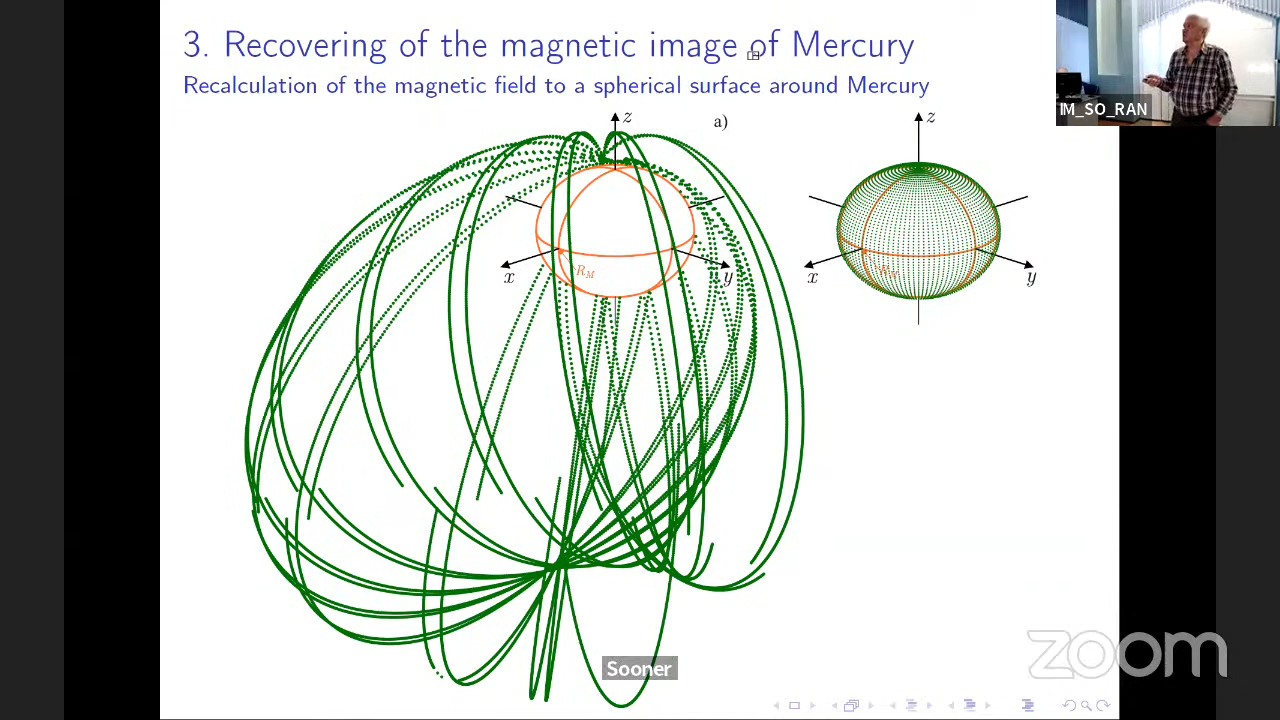 3. Recovering of the magnetic image of Mercury
Recalculation of the magnetic field to a spherical surface around Mercury
IM_SO_RAN
z
a)
z
R_M
x
y
R_M
x
y
Sooner
zoom